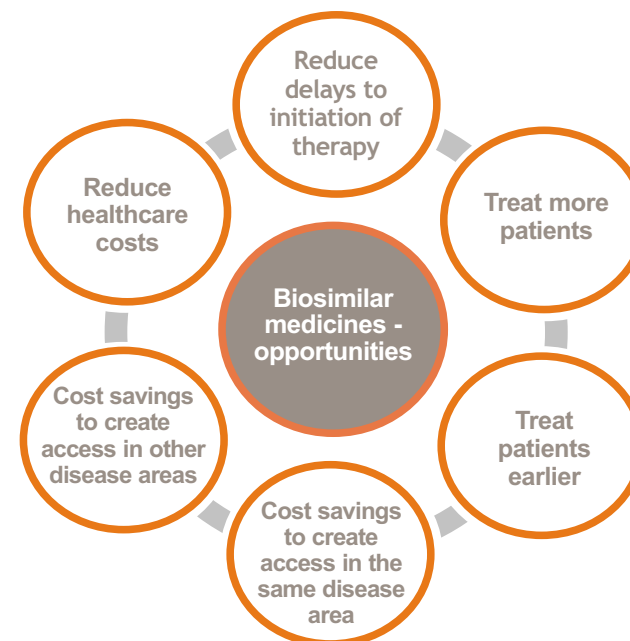 Reduce
delays to
initiation of
therapy
Treat more
patients
Treat
patients
earlier
Cost savings
to create
access in the
same disease
area
Cost savings
to create
access in other
disease areas
Reduce
healthcare
costs
Biosimilar
medicines -
opportunities